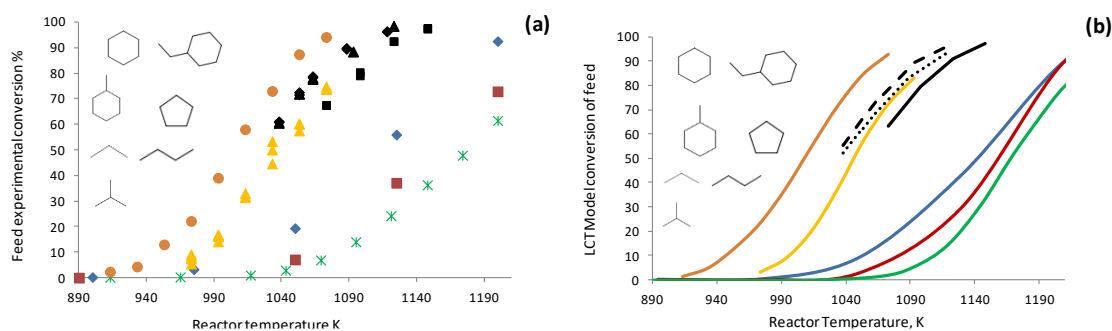 (a)
Feed experimental conversion %
100
90
80
70
60
50
40
30
20
10
0
890 940 990 1040 1090 1140 1190
Reactor temperature K
(b)
LCTModel conversion of feed
100
90
80
70
60
50
40
30
20
10
0
890 940 990 1040 1090 1140 1190
Reactor Temperature, K